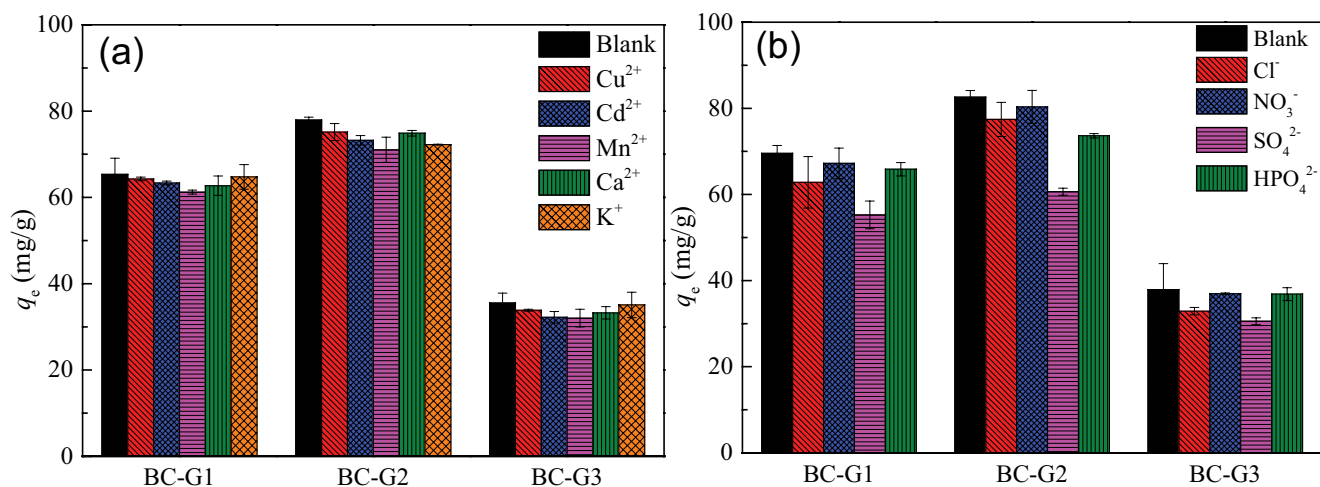 (a)
Blank
Cu²⁺
Cd²⁺
Mn²⁺
Ca²⁺
K⁺
100
80
60
40
20
0
qₑ (mg/g)
BC-G1 BC-G2 BC-G3
(b)
Blank
Cl⁻
NO₃⁻
SO₄²⁻
HPO₄²⁻
100
80
60
40
20
0
qₑ (mg/g)
BC-G1 BC-G2 BC-G3